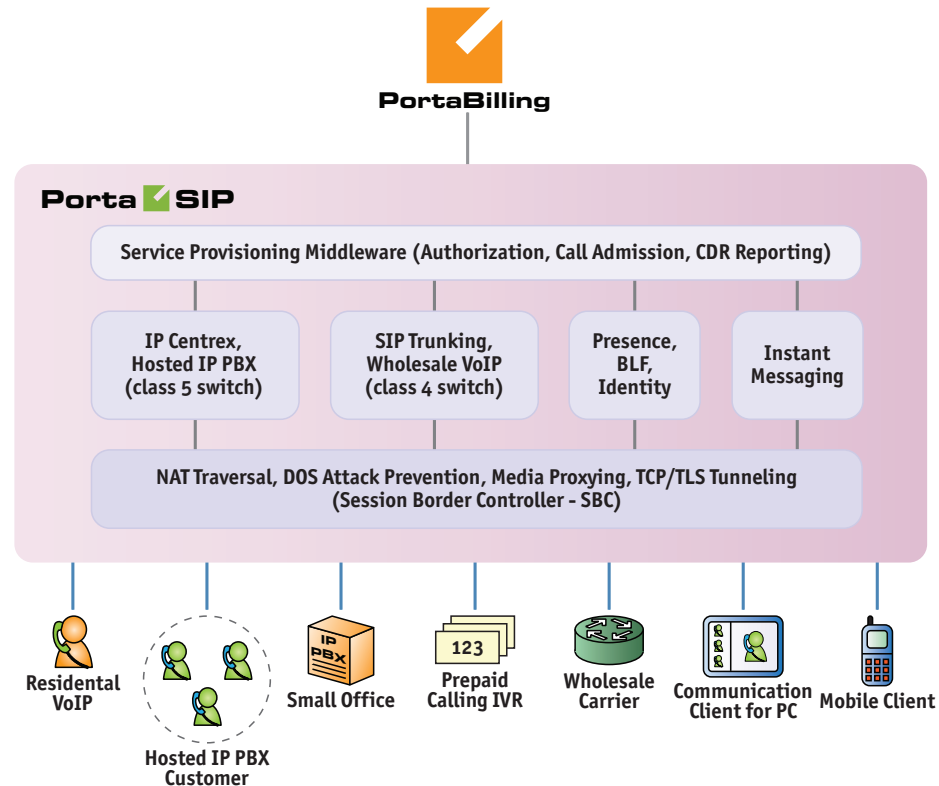 PortaBilling
Porta SIP
Service Provisioning Middleware (Authorization, Call Admission, CDR Reporting)
IP Centrex,
Hosted IP PBX
(class 5 switch)
SIP Trunking,
Wholesale VoIP
(class 4 switch)
Presence,
BLF,
Identity
Instant
Messaging
NAT Traversal, DOS Attack Prevention, Media Proxying, TCP/TLS Tunneling
(Session Border Controller - SBC)
Residental
VoIP
Hosted IP PBX
Customer
IP
PBX
Small Office
123
Prepaid
Calling IVR
Wholesale
Carrier
Communication
Client for PC
Mobile Client